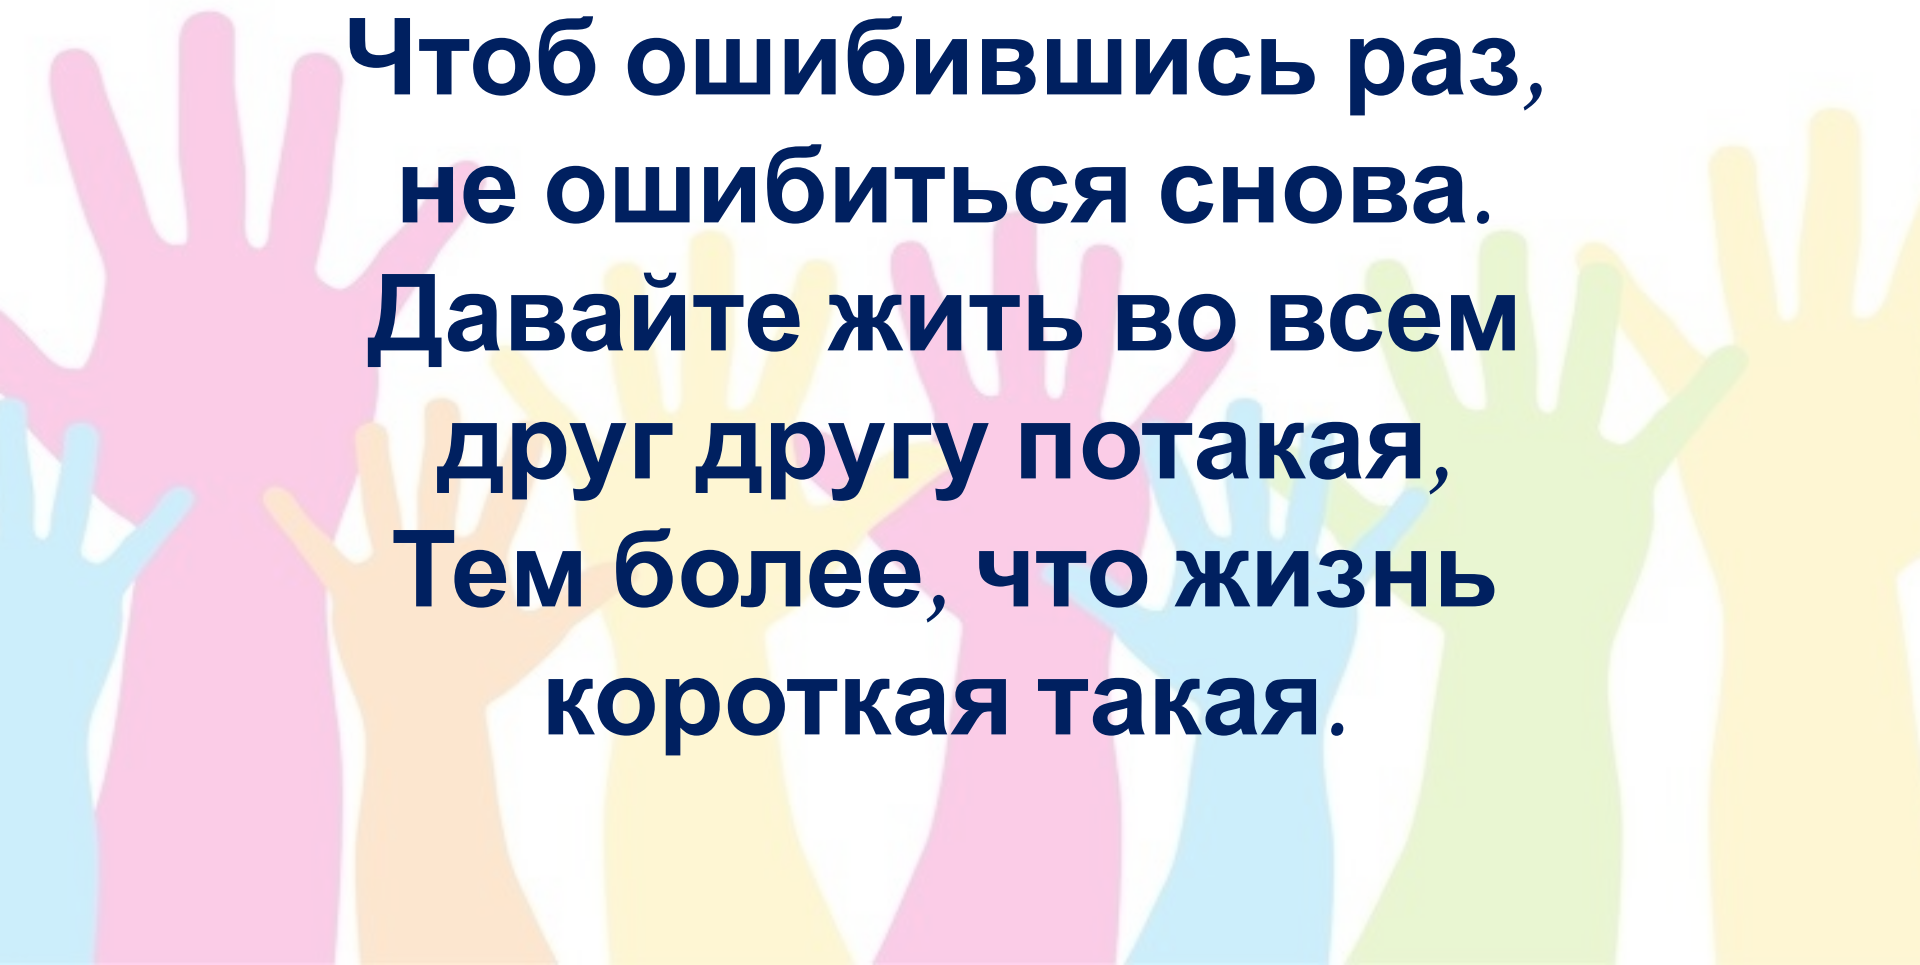 Чтоб ошибившись раз,
не ошибиться снова.
Давайте жить во всем
друг другу потакая,
Тем более, что жизнь
короткая такая.